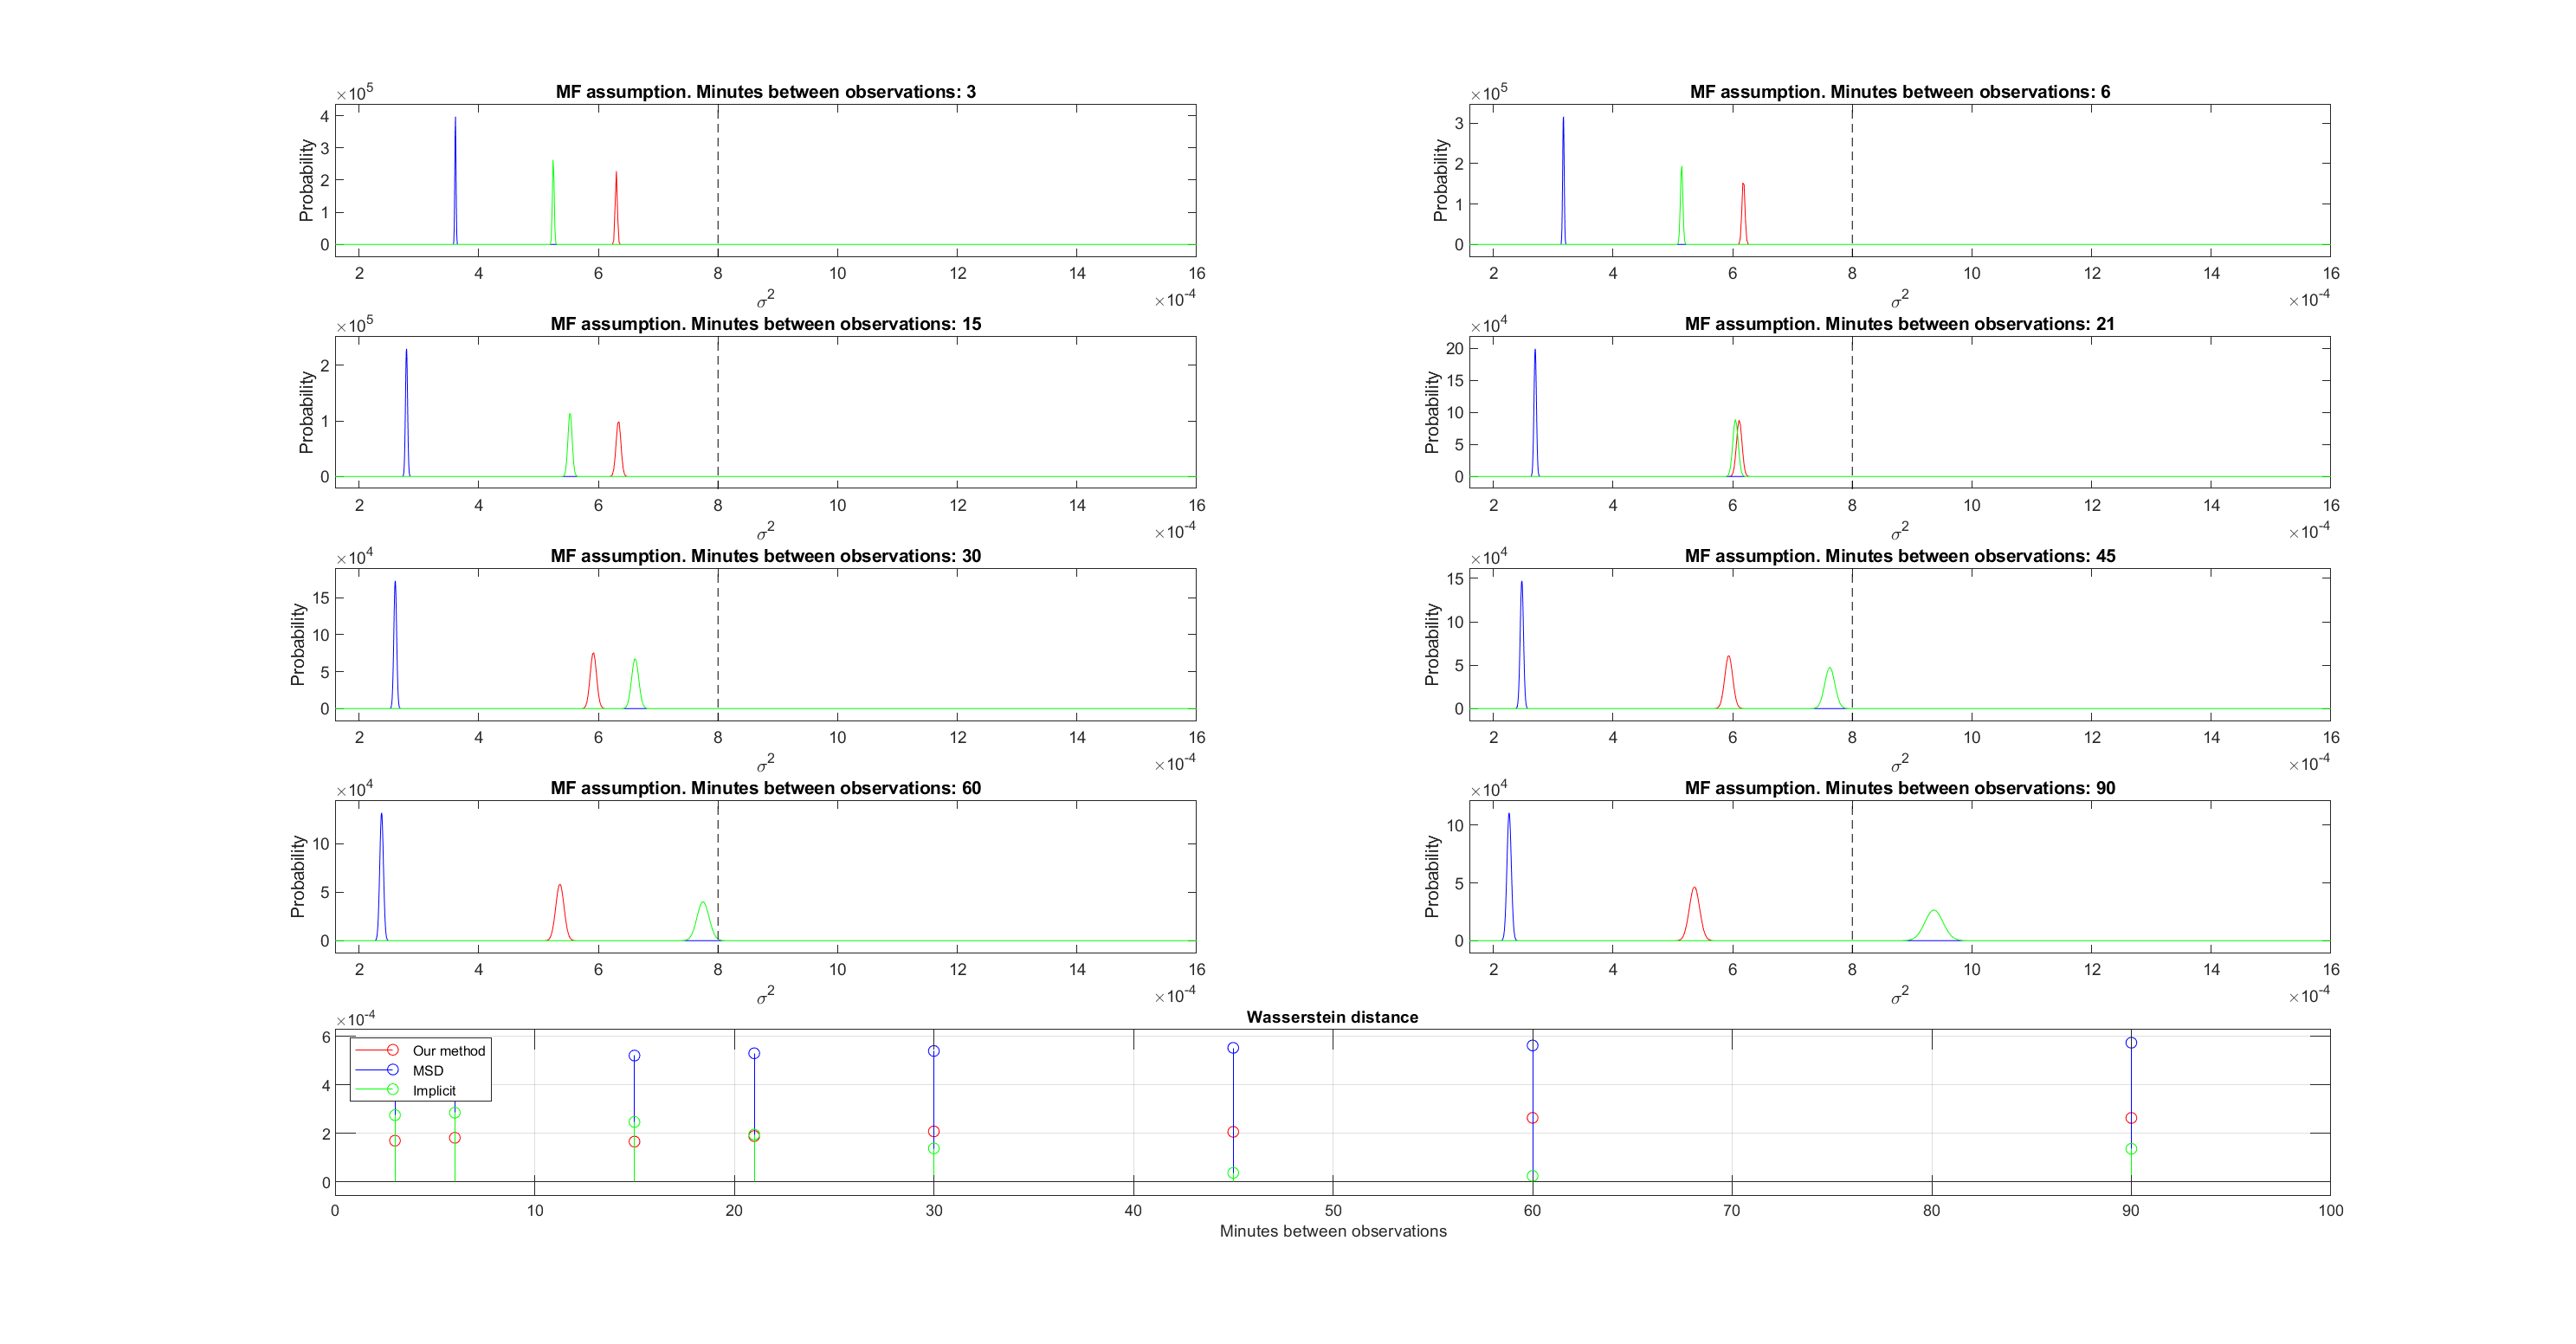 MF assumption. Minutes between observations: 3
×10^5
Probability
4
3
2
1
0
2 4 6 8 10 12 14 16
σ^2
×10^-4
MF assumption. Minutes between observations: 6
×10^5
Probability
3
2
1
0
2 4 6 8 10 12 14 16
σ^2
×10^-4
MF assumption. Minutes between observations: 15
×10^5
Probability
2
1
0
2 4 6 8 10 12 14 16
σ^2
×10^-4
MF assumption. Minutes between observations: 21
×10^4
Probability
20
15
10
5
0
2 4 6 8 10 12 14 16
σ^2
×10^-4
MF assumption. Minutes between observations: 30
×10^4
Probability
15
10
5
0
2 4 6 8 10 12 14 16
σ^2
×10^-4
MF assumption. Minutes between observations: 45
×10^4
Probability
15
10
5
0
2 4 6 8 10 12 14 16
σ^2
×10^-4
MF assumption. Minutes between observations: 60
×10^4
Probability
10
5
0
2 4 6 8 10 12 14 16
σ^2
×10^-4
MF assumption. Minutes between observations: 90
×10^4
Probability
10
5
0
2 4 6 8 10 12 14 16
σ^2
×10^-4
Wasserstein distance
×10^-4
6
4
2
0
Our method
MSD
Implicit
0 10 20 30 40 50 60 70 80 90 100
Minutes between observations